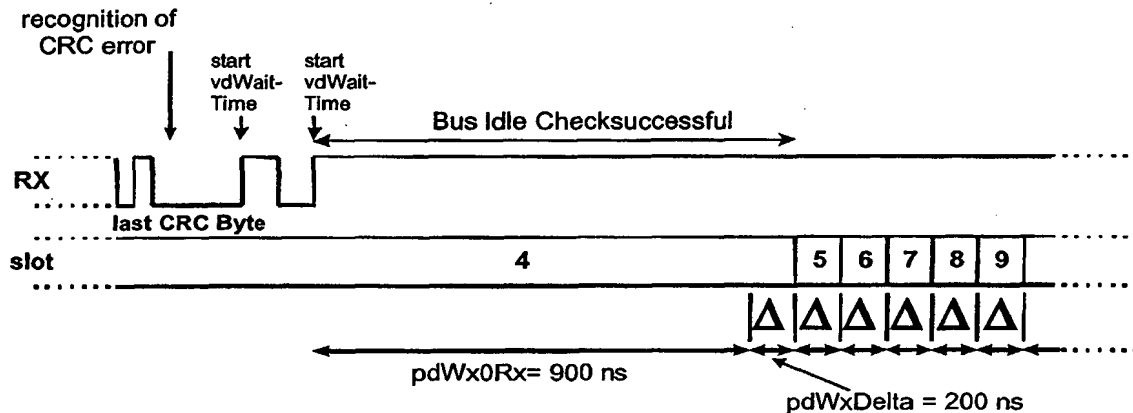 recognition of
CRC error
start
vdWait-
Time
start
vdWait-
Time
Bus Idle Checksuccessful
RX
last CRC Byte
slot
4
5 6 7 8 9
Δ Δ Δ Δ Δ Δ
pdWx0Rx= 900 ns
pdWxDelta = 200 ns